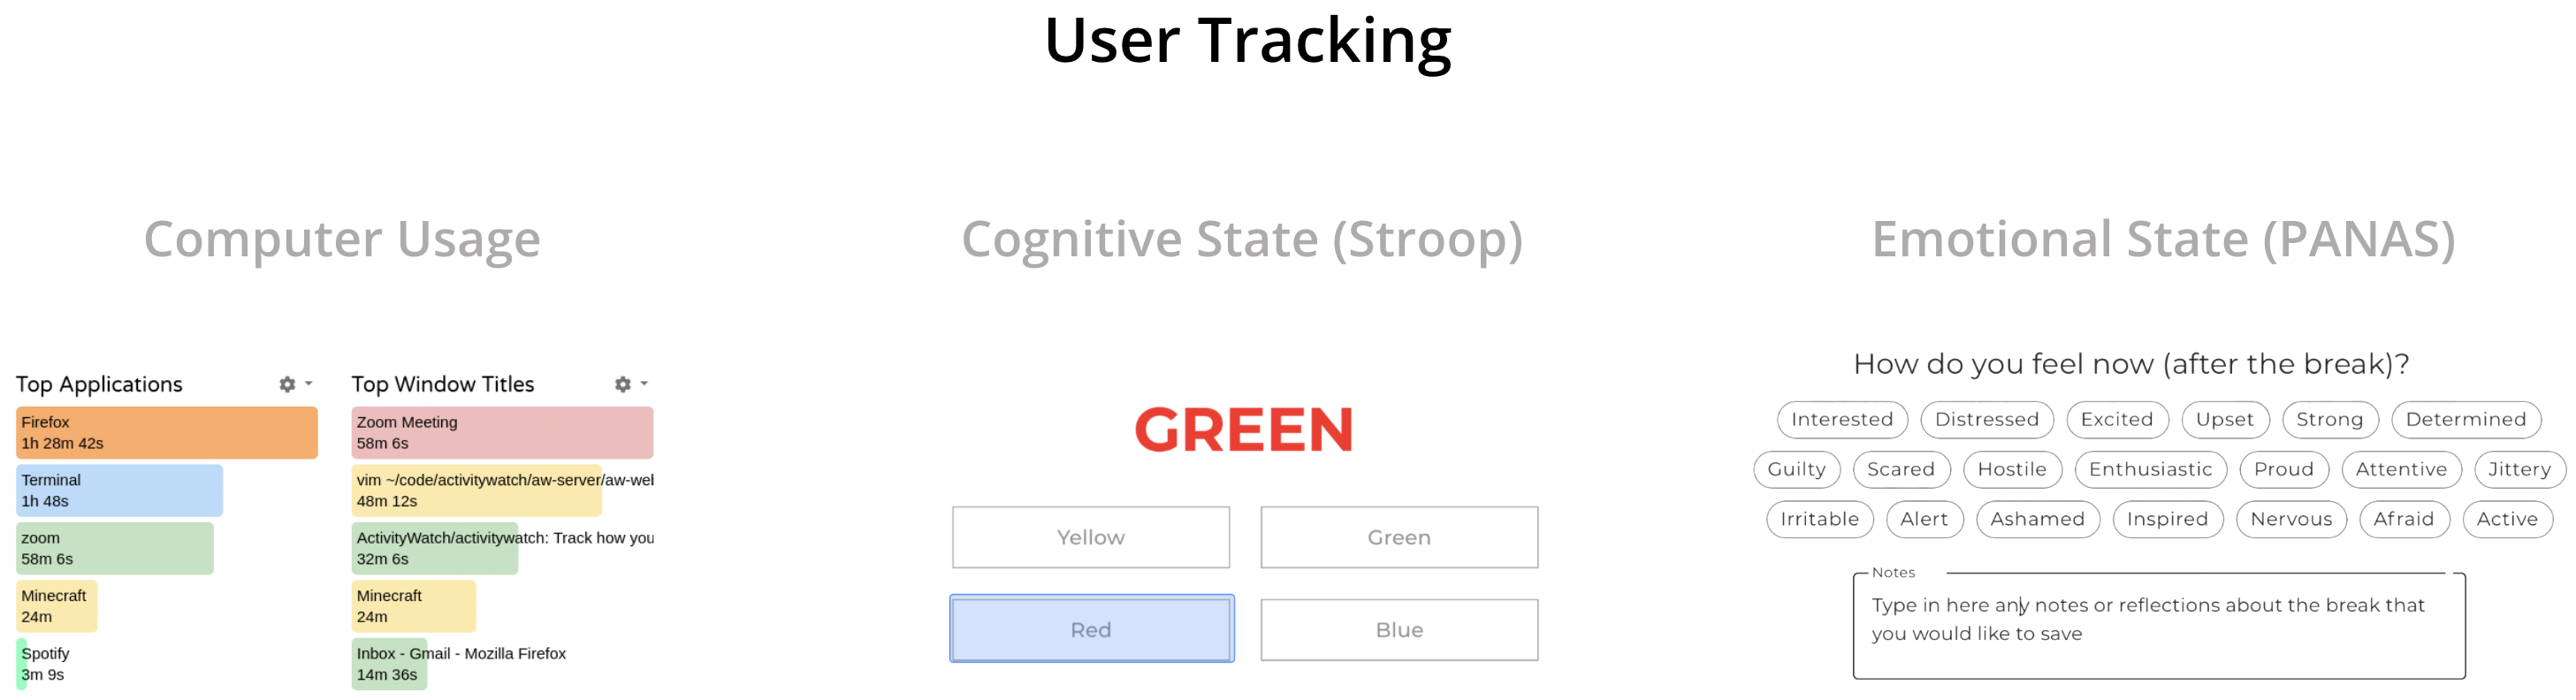 User Tracking
Computer Usage
Top Applications
Firefox
1h 28m 42s
Terminal
1h 48s
zoom
58m 6s
Minecraft
24m
Spotify
3m 9s
Top Window Titles
Zoom Meeting
58m 6s
vim ~/code/activitywatch/aw-server/aw-wel
48m 12s
ActivityWatch/activitywatch: Track how you
32m 6s
Minecraft
24m
Inbox - Gmail - Mozilla Firefox
14m 36s
Cognitive State (Stroop)
GREEN
Yellow
Green
Red
Blue
Emotional State (PANAS)
How do you feel now (after the break)?
Interested Distressed Excited Upset Strong Determined
Guilty Scared Hostile Enthusiastic Proud Attentive Jittery
Irritable Alert Ashamed Inspired Nervous Afraid Active
Notes
Type in here any notes or reflections about the break that
you would like to save